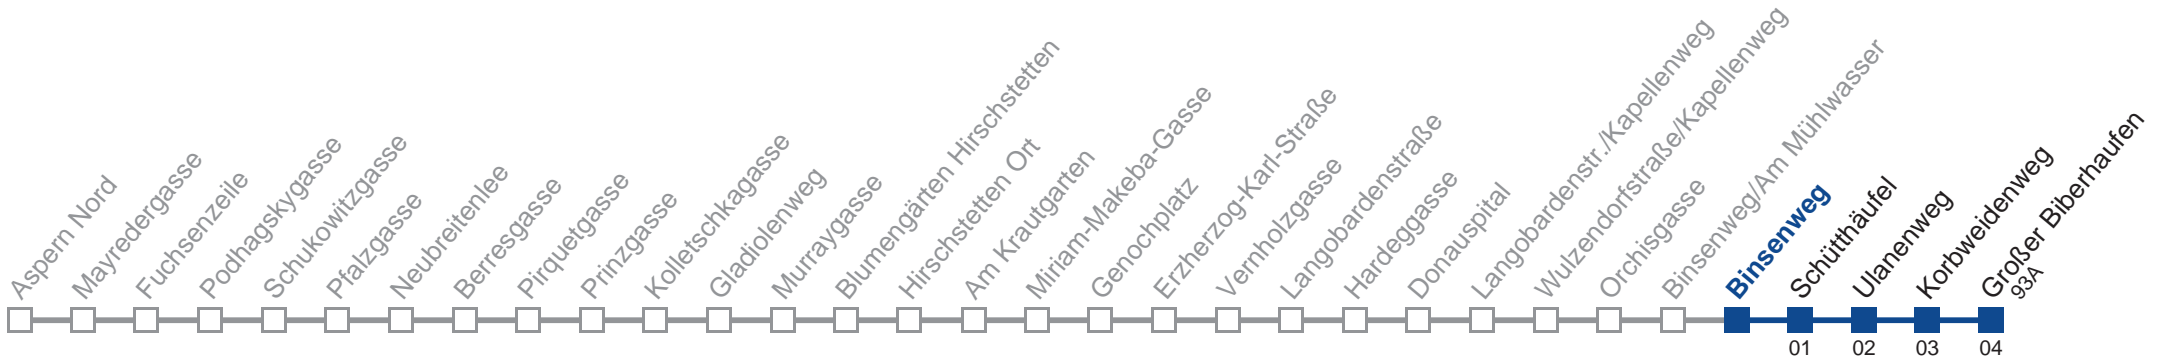 Aspern Nord
Mayredergasse
Fuchsenzeile
Podhagskygasse
Schukowitzgasse
Pfalzgasse
Neubreitenlee
Berresgasse
Pirquetgasse
Prinzgasse
Kolletschkagasse
Gladiolenweg
Murraygasse
Blumengärten Hirschstetten
Hirschstetten Ort
Am Krautgarten
Miriam-Makeba-Gasse
Genochplatz
Erzherzog-Karl-Straße
Vernholzgasse
Langobardenstraße
Hardeggasse
Donauspital
Langobardenstr./Kapellenweg
Wulzendorfstraße/Kapellenweg
Orchisgasse
Binsenweg/Am Mühlwasser
Binsenweg
Schütthäufel
Ulanenweg
Korbweidenweg
Großer Biberhaufen
93A
01 02 03 04